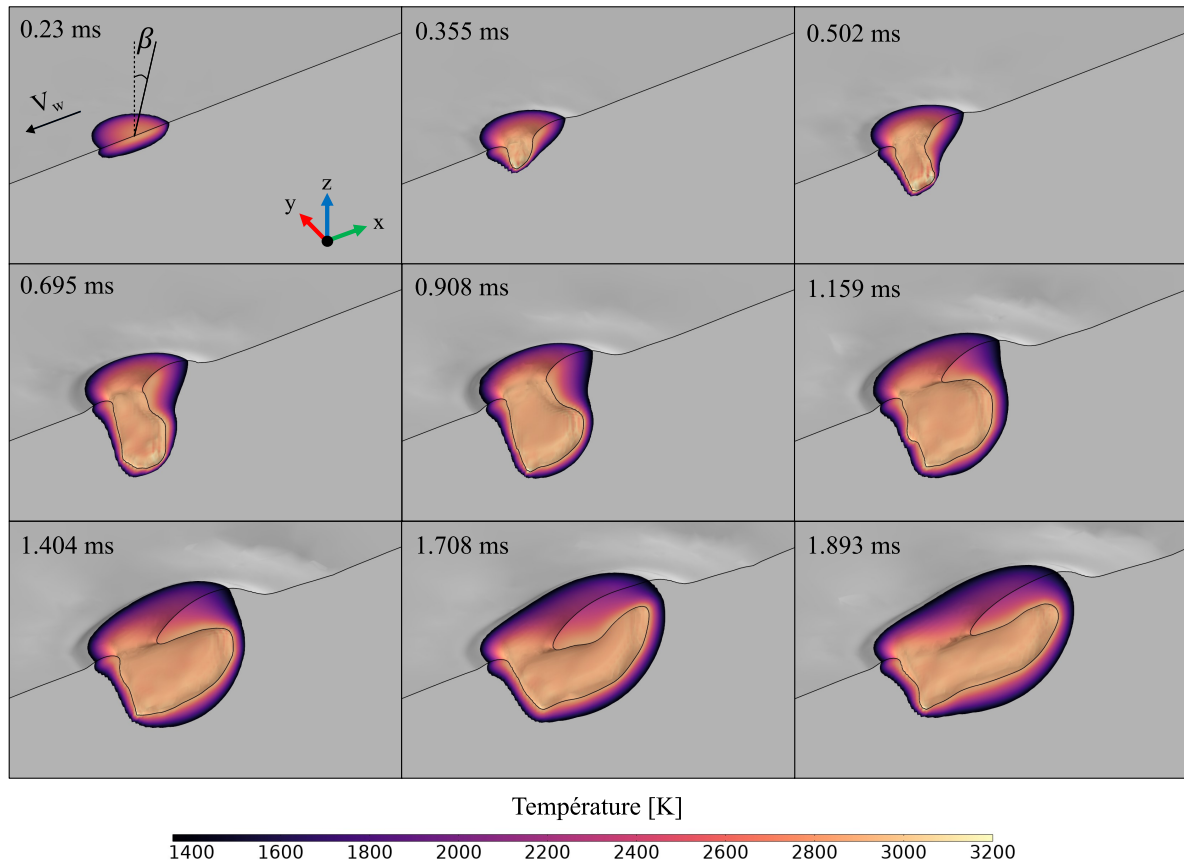 0.23 ms
β
V_w
z
y
x
0.355 ms
0.502 ms
0.695 ms
0.908 ms
1.159 ms
1.404 ms
1.708 ms
1.893 ms
Température [K]
1400 1600 1800 2000 2200 2400 2600 2800 3000 3200